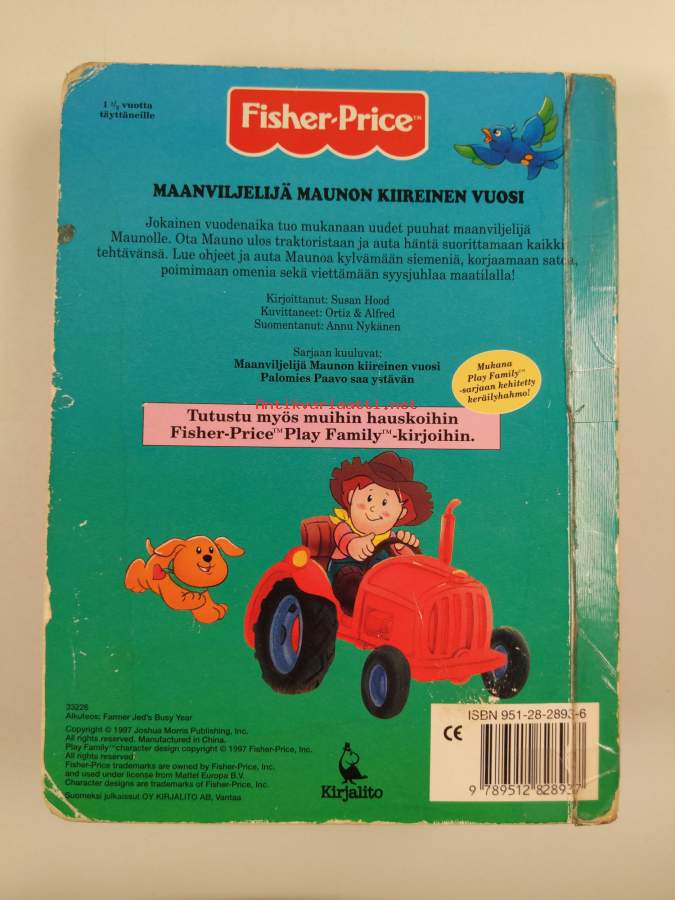 1 ½ vuotta
täyttäneille
Fisher-Price™
MAANVILJELIJÄ MAUNON KIIREINEN VUOSI
Jokainen vuodenaika tuo mukanaan uudet puuhat maanviljelijä
Maunolle. Ota Mauno ulos traktoristaan ja auta häntä suorittamaan kaikki
tehtävänsä. Lue ohjeet ja auta Maunoa kylvämään siemeniä, korjaamaan satoa,
poimimaan omenia sekä viettämään syysjuhlaa maatilalla!
Kirjoittanut: Susan Hood
Kuvittaneet: Ortiz & Alfred
Suomentanut: Annu Nykänen
Sarjaan kuuluvat:
Maanviljelijä Maunon kiireinen vuosi
Palomies Paavo saa ystävän
Mukana
Play Family™
-sarjaan kehitetty
keräilyhahmo!
Antikvariaatti.net
Tutustu myös muihin hauskoihin
Fisher-Price™ Play Family™-kirjoihin.
33226
Alkuteos: Farmer Jed's Busy Year
Copyright © 1997 Joshua Morris Publishing, Inc.
All rights reserved. Manufactured in China.
Play Family™character design copyright © 1997 Fisher-Price, Inc.
All rights reserved
Fisher-Price trademarks are owned by Fisher-Price, Inc.
and used under license from Mattel Europa B.V.
Character designs are trademarks of Fisher-Price, Inc.
Suomeksi julkaissut OY KIRJALITO AB, Vantaa
Kirjalito
ISBN 951-28-2893-6
CE
9 789512 828937